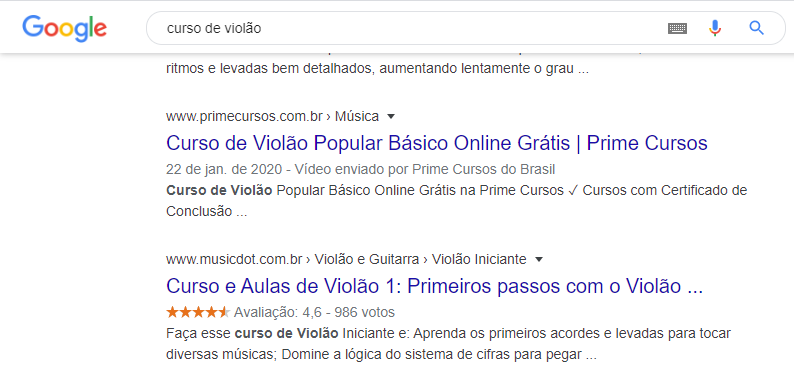 Google
curso de violão
ritmos e levadas bem detalhados, aumentando lentamente o grau ...
www.primecursos.com.br › Música
Curso de Violão Popular Básico Online Grátis | Prime Cursos
22 de jan. de 2020 - Vídeo enviado por Prime Cursos do Brasil
Curso de Violão Popular Básico Online Grátis na Prime Cursos ✓ Cursos com Certificado de
Conclusão ...
www.musicdot.com.br › Violão e Guitarra › Violão Iniciante
Curso e Aulas de Violão 1: Primeiros passos com o Violão ...
Avaliação: 4,6 - 986 votos
Faça esse curso de Violão Iniciante e: Aprenda os primeiros acordes e levadas para tocar
diversas músicas; Domine a lógica do sistema de cifras para pegar ...